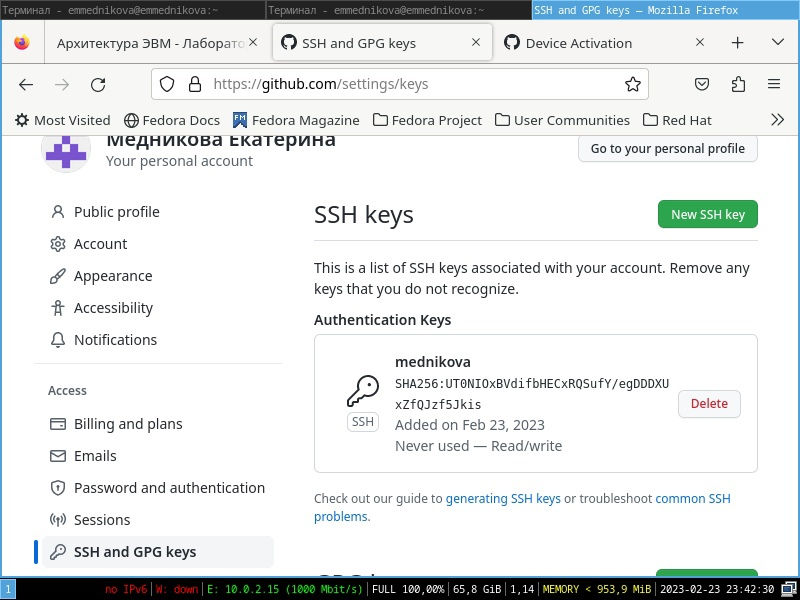 Терминал - emmednikova@emmednikova:~
Терминал - emmednikova@emmednikova:~
SSH and GPG keys — Mozilla Firefox
Архитектура ЭВМ - Лаборато
SSH and GPG keys
Device Activation
https://github.com/settings/keys
Most Visited
Fedora Docs
Fedora Magazine
Fedora Project
User Communities
Red Hat
Медникова Екатерина
Your personal account
Go to your personal profile
Public profile
Account
Appearance
Accessibility
Notifications
Access
Billing and plans
Emails
Password and authentication
Sessions
SSH and GPG keys
SSH keys
New SSH key
This is a list of SSH keys associated with your account. Remove any
keys that you do not recognize.
Authentication Keys
SSH
mednikova
SHA256:UT0NIOxBVdifbHECxRQSufY/egDDDXU
xZfQJzf5Jkis
Added on Feb 23, 2023
Never used — Read/write
Delete
Check out our guide to generating SSH keys or troubleshoot common SSH
problems.
1
no IPv6 W: down E: 10.0.2.15 (1000 Mbit/s) FULL 100,00% 65,8 GiB 1,14 MEMORY < 953,9 MiB 2023-02-23 23:42:30